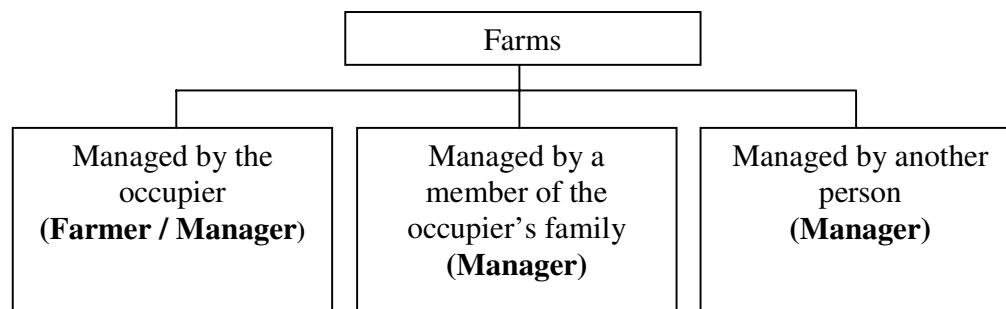 Farms
Managed by the
occupier
(Farmer / Manager)
Managed by a
member of the
occupier’s family
(Manager)
Managed by another
person
(Manager)